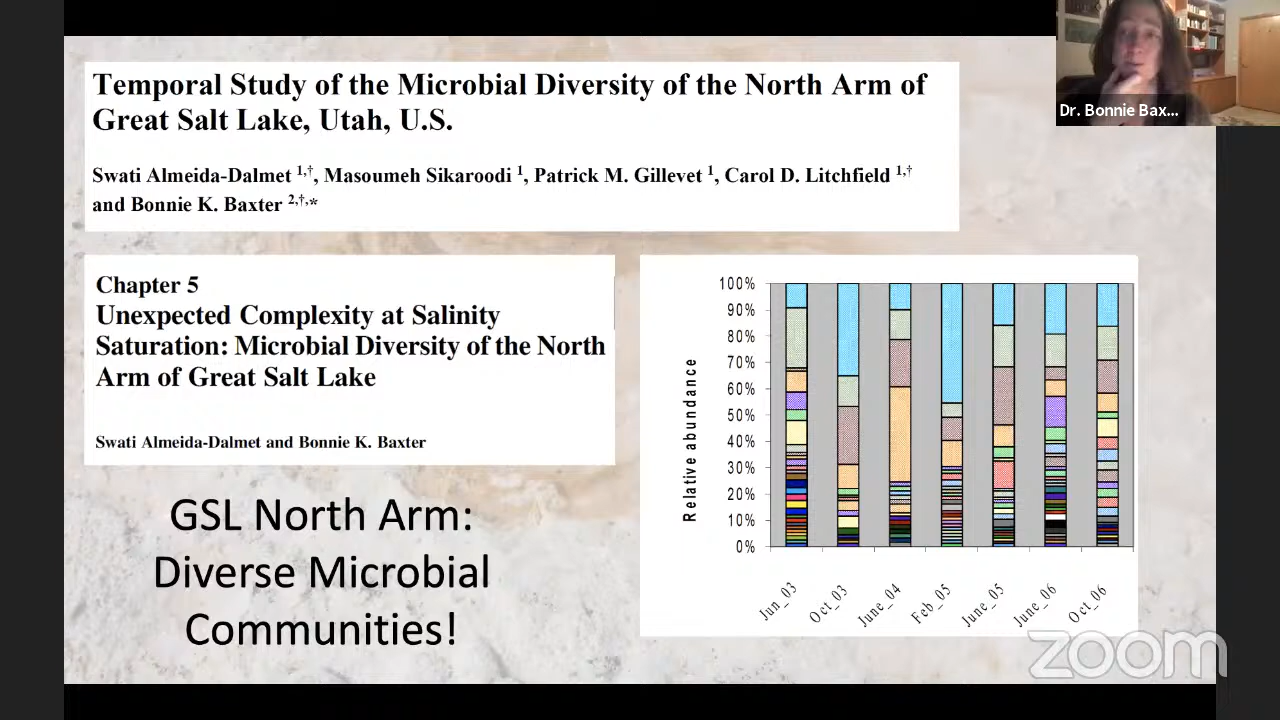 Temporal Study of the Microbial Diversity of the North Arm of
Great Salt Lake, Utah, U.S.
Swati Almeida-Dalmet 1,†, Masoumeh Sikaroodi 1, Patrick M. Gillevet 1, Carol D. Litchfield 1,†
and Bonnie K. Baxter 2,†,*
Dr. Bonnie Bax...
Chapter 5
Unexpected Complexity at Salinity
Saturation: Microbial Diversity of the North
Arm of Great Salt Lake
Swati Almeida-Dalmet and Bonnie K. Baxter
GSL North Arm:
Diverse Microbial
Communities!
Relative abundance
100%
90%
80%
70%
60%
50%
40%
30%
20%
10%
0%
Jun_03
Oct_03
June_04
Feb_05
June_05
June_06
Oct_06
zoom